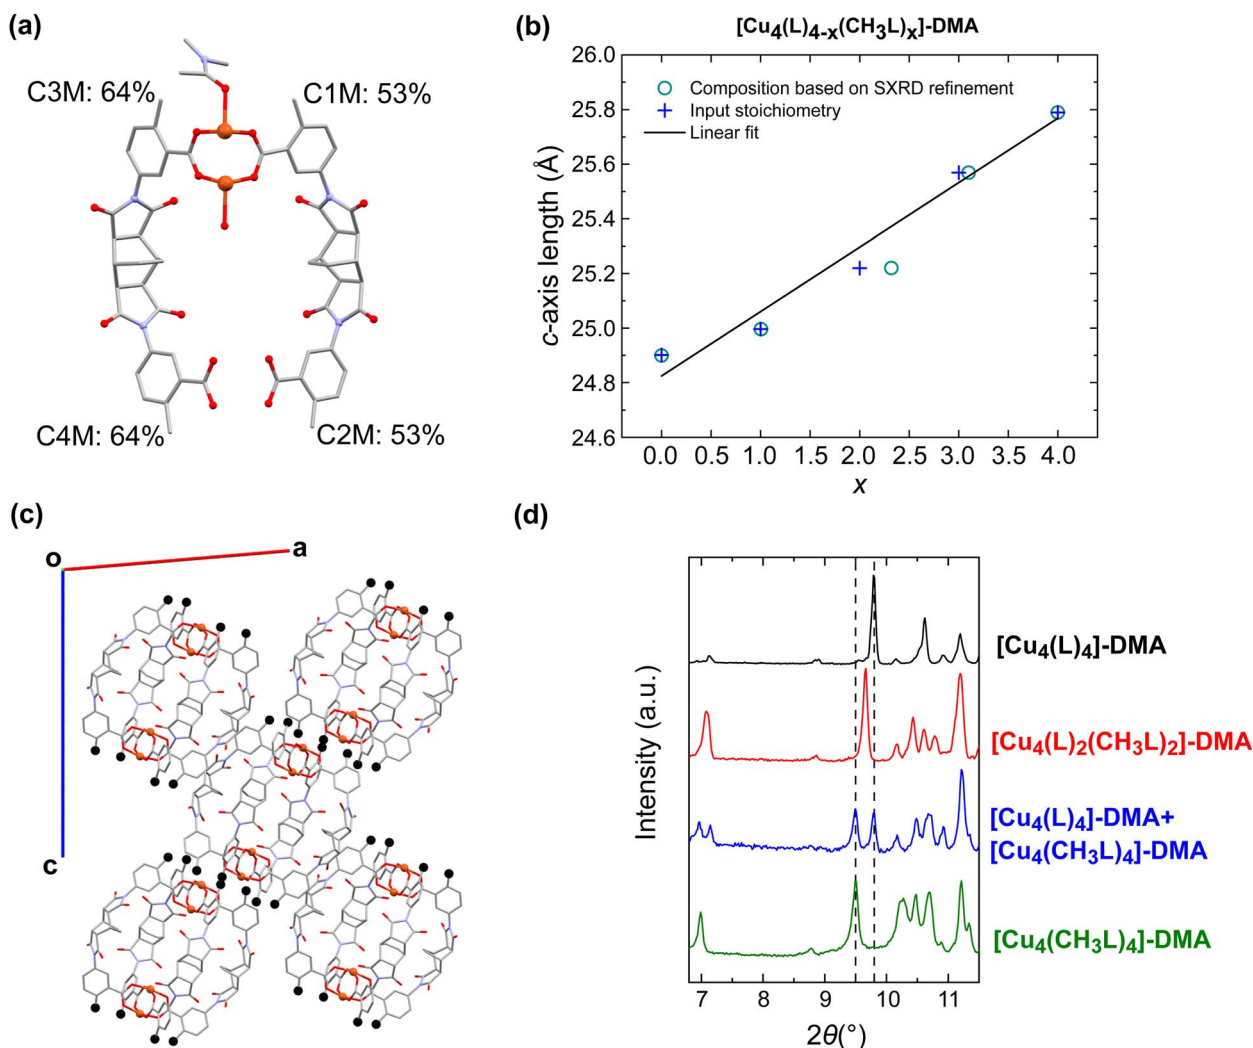 (a)
C3M: 64%
C1M: 53%
C4M: 64%
C2M: 53%
(b)
[Cu4(L)4-x(CH3L)x]-DMA
Composition based on SXRD refinement
Input stoichiometry
Linear fit
c-axis length (Å)
26.0
25.8
25.6
25.4
25.2
25.0
24.8
24.6
0.0 0.5 1.0 1.5 2.0 2.5 3.0 3.5 4.0
x
(c)
o
a
c
(d)
Intensity (a.u.)
[Cu4(L)4]-DMA
[Cu4(L)2(CH3L)2]-DMA
[Cu4(L)4]-DMA+
[Cu4(CH3L)4]-DMA
[Cu4(CH3L)4]-DMA
7 8 9 10 11
2θ(°)